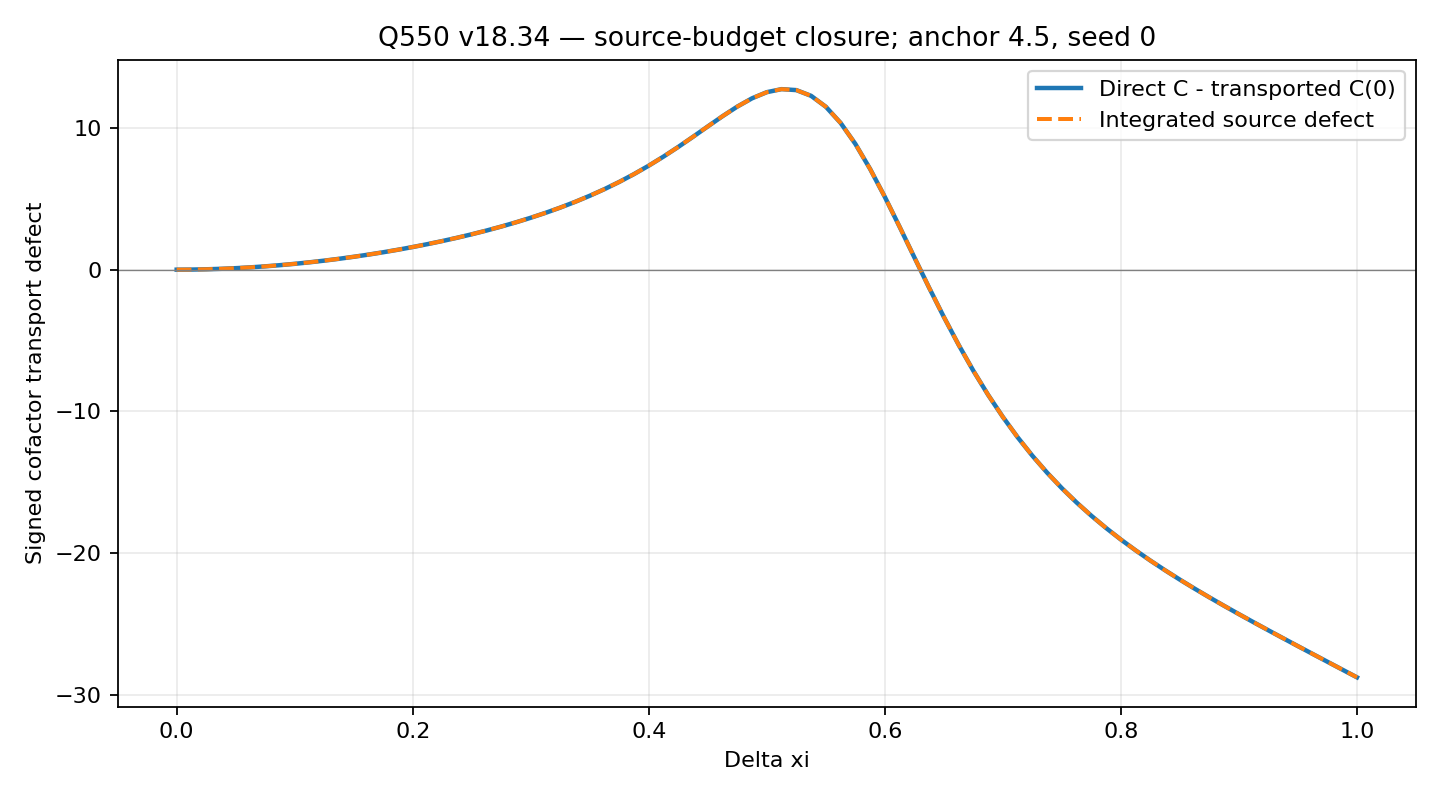 Q550 v18.34 — source-budget closure; anchor 4.5, seed 0
Direct C - transported C(0)
Integrated source defect
Signed cofactor transport defect
10
0
−10
−20
−30
0.0
0.2
0.4
0.6
0.8
1.0
Delta xi